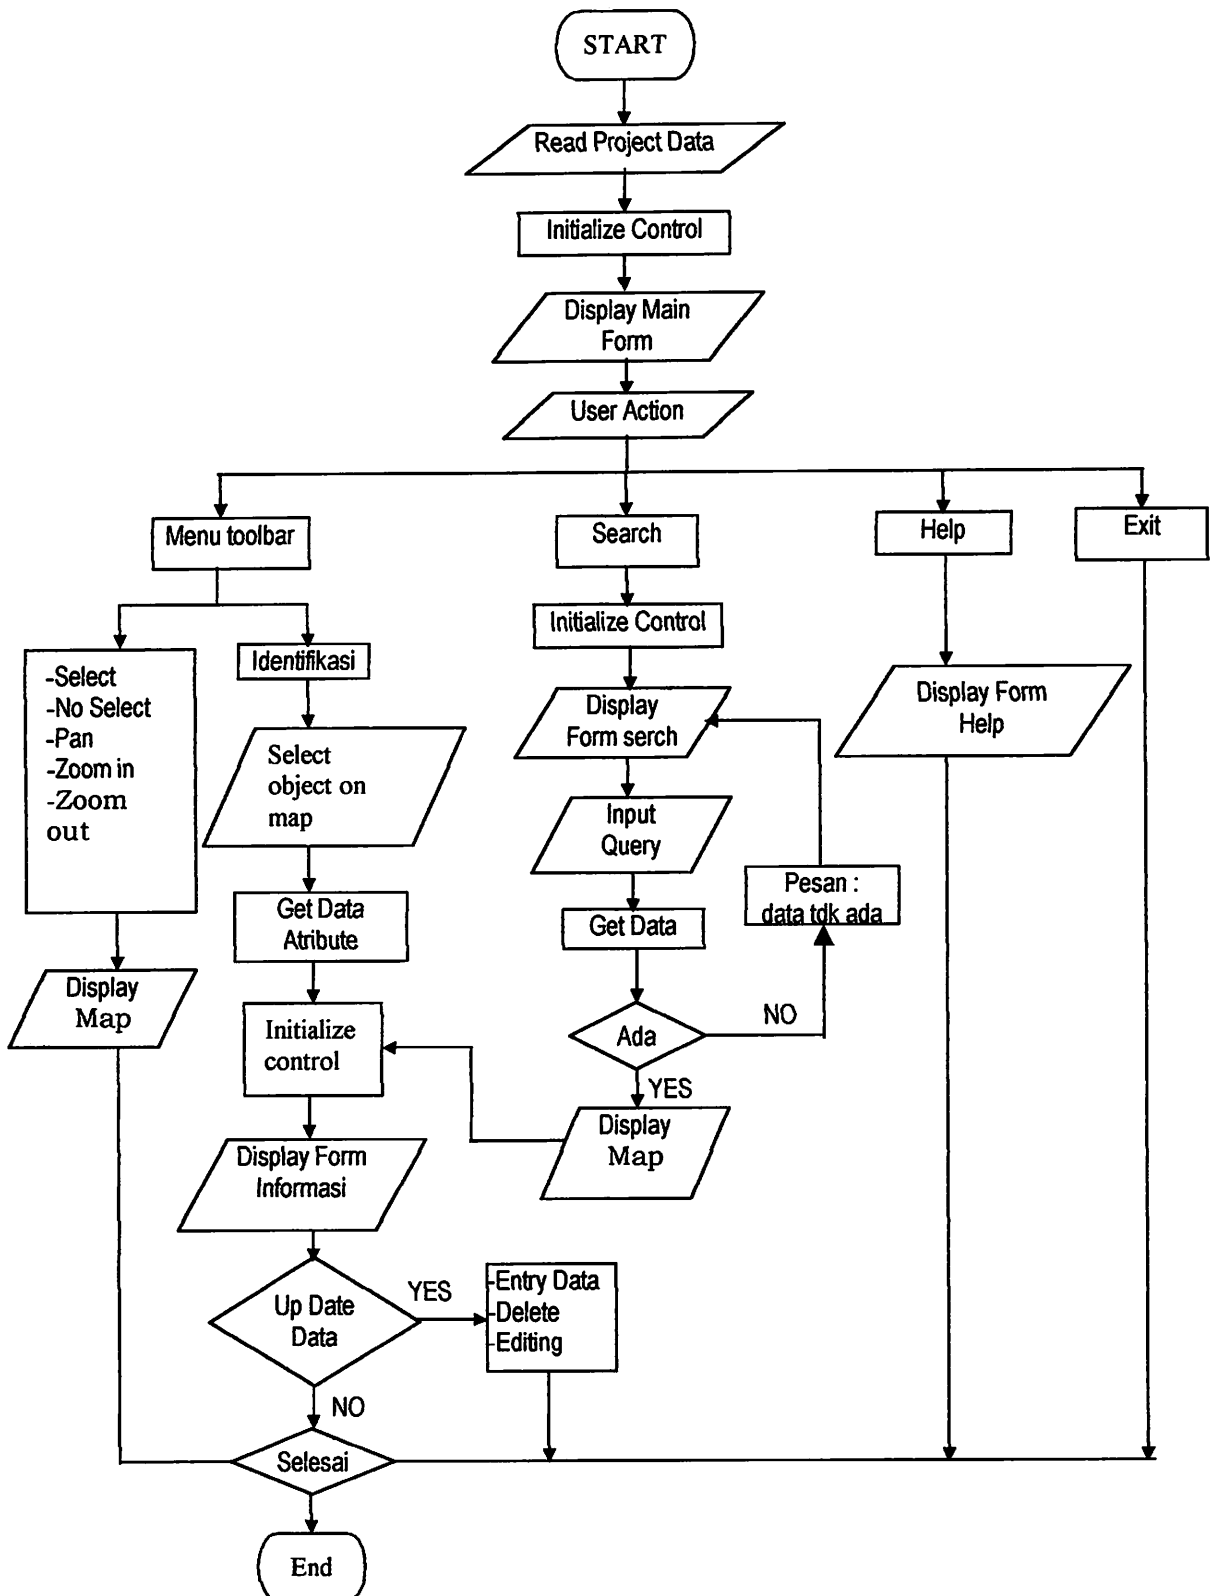 START
Read Project Data
Initialize Control
Display Main
Form
User Action
Menu toolbar
Search
Help
Exit
-Select
-No Select
-Pan
-Zoom in
-Zoom
out
Display
Map
Identifikasi
Select
object on
map
Get Data
Atribute
Initialize
control
Display Form
Informasi
Up Date
Data
YES
-Entry Data
-Delete
-Editing
NO
Initialize Control
Display
Form serch
Input
Query
Get Data
Ada
NO
Pesan :
data tdk ada
YES
Display
Map
Display Form
Help
Selesai
End